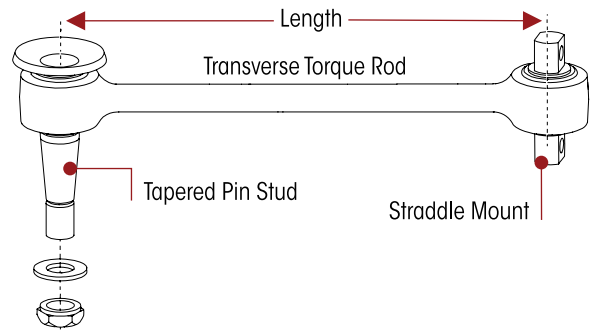 Length
Transverse Torque Rod
Tapered Pin Stud
Straddle Mount